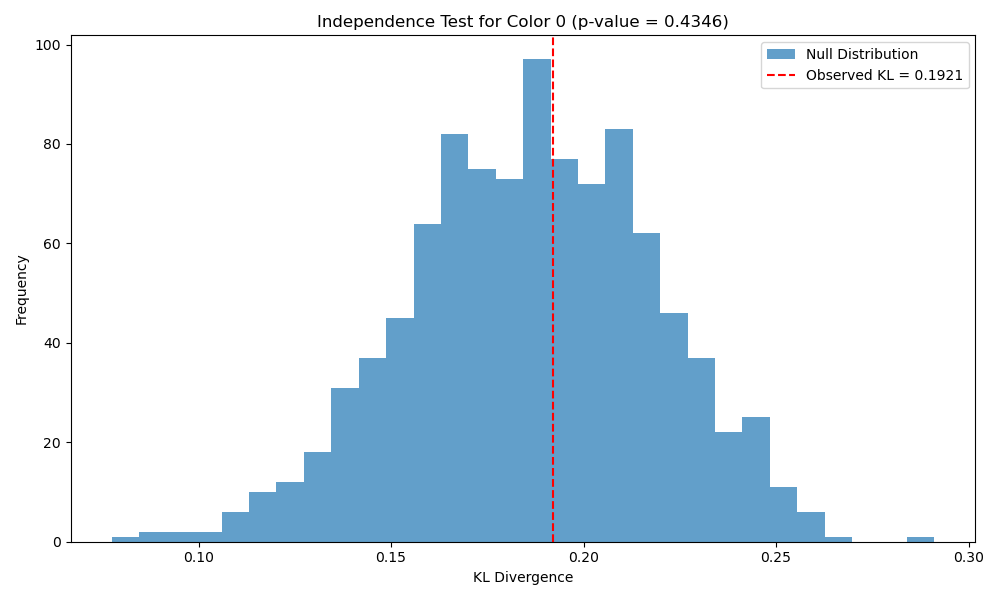 Independence Test for Color 0 (p-value = 0.4346)
Null Distribution
Observed KL = 0.1921
Frequency
100
80
60
40
20
0
0.10 0.15 0.20 0.25 0.30
KL Divergence